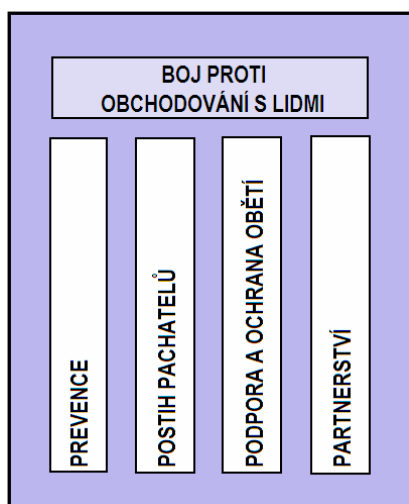 BOJ PROTI
OBCHODOVÁNÍ S LIDMI
PREVENCE
POSTIH PACHATELŮ
PODPORA A OCHRANA OBĚTÍ
PARTNERSTVÍ